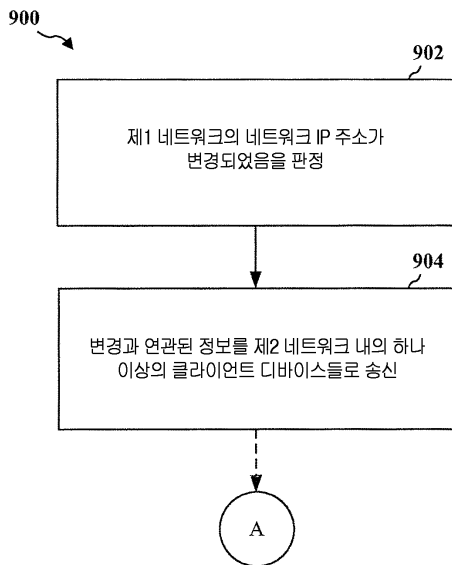 900
902
제1 네트워크의 네트워크 IP 주소가
변경되었음을 판정
904
변경과 연관된 정보를 제2 네트워크 내의 하나
이상의 클라이언트 디바이스들로 송신
A